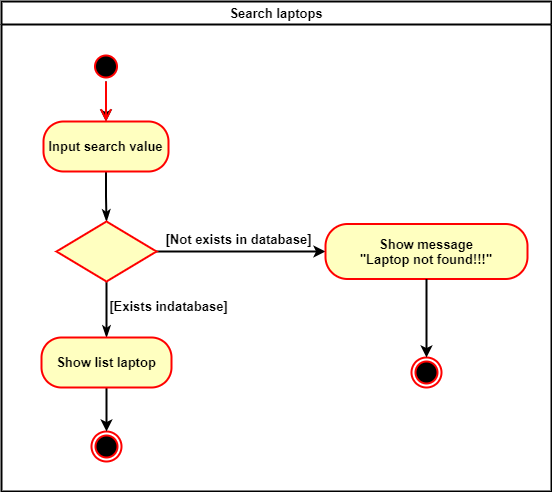 Search laptops
Input search value
[Not exists in database]
Show message
"Laptop not found!!!"
[Exists indatabase]
Show list laptop